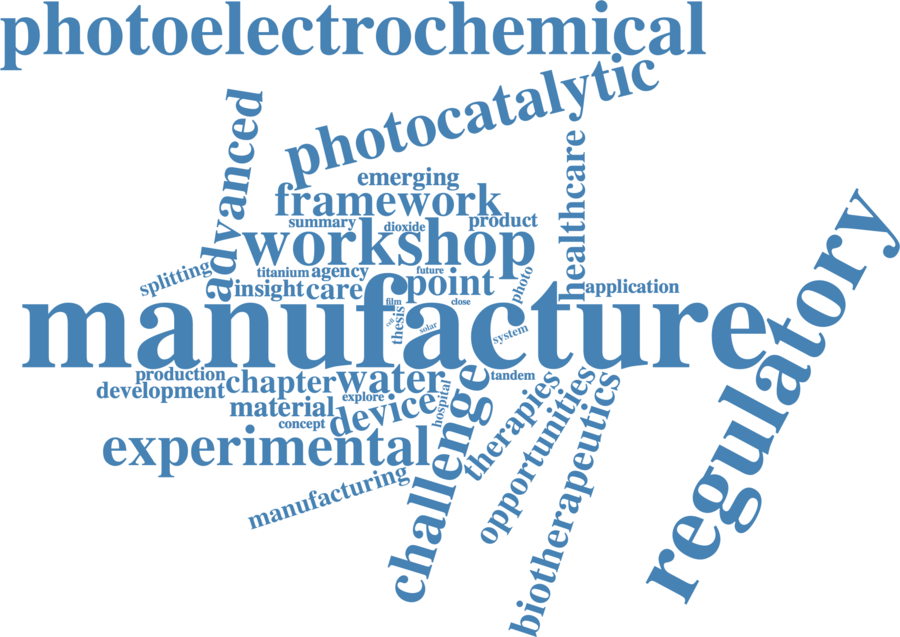 photoelectrochemical
photocatalytic
advanced
healthcare
emerging
framework
summary
dioxide
product
workshop
regulatory
splitting
titanium
agency
future
photo
insight
care
point
application
film
close
manufacture
thesis
solar
system
production
development
chapter
water
tandem
explore
hospital
material
concept
device
challenge
therapies
opportunities
biotherapeutics
experimental
manufacturing